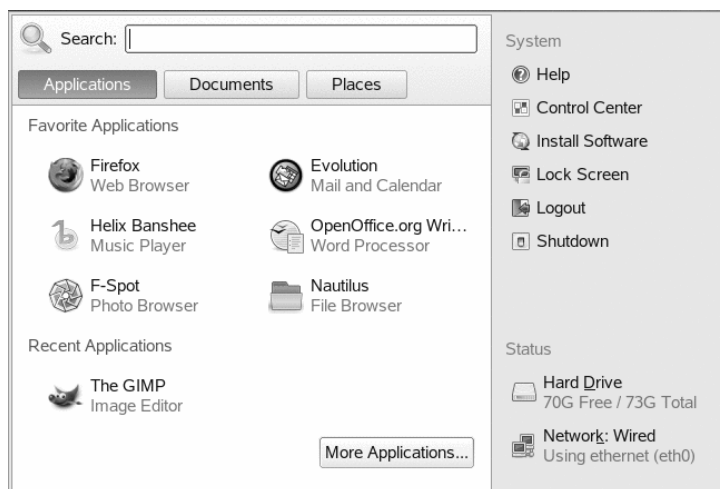 Search:
Applications
Documents
Places
Favorite Applications
Firefox
Web Browser
Evolution
Mail and Calendar
Helix Banshee
Music Player
OpenOffice.org Wri...
Word Processor
F-Spot
Photo Browser
Nautilus
File Browser
Recent Applications
The GIMP
Image Editor
More Applications...
System
Help
Control Center
Install Software
Lock Screen
Logout
Shutdown
Status
Hard Drive
70G Free / 73G Total
Network: Wired
Using ethernet (eth0)